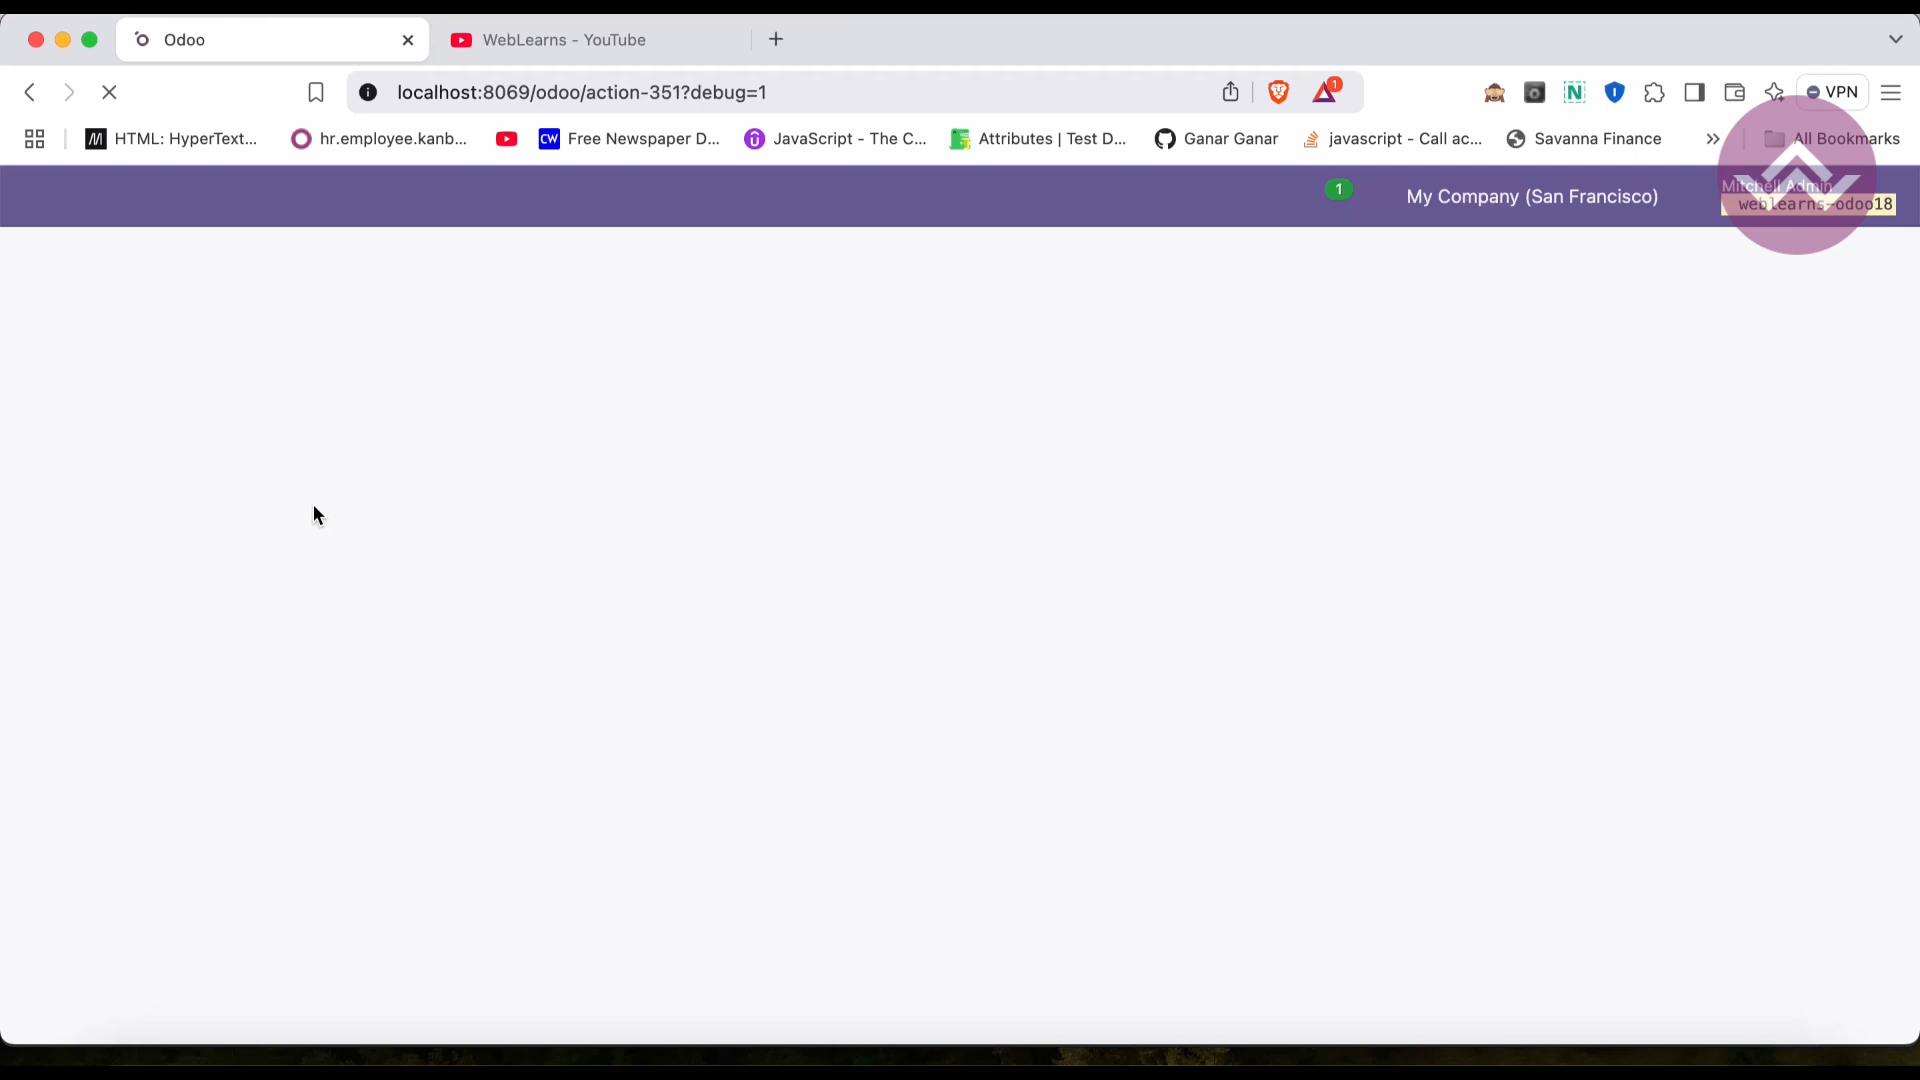 Odoo
WebLearns - YouTube
localhost:8069/odoo/action-351?debug=1
1
VPN
HTML: HyperText...
hr.employee.kanb...
CW
Free Newspaper D...
JavaScript - The C...
Attributes | Test D...
Ganar Ganar
javascript - Call ac...
Savanna Finance
All Bookmarks
1
My Company (San Francisco)
Mitchell Admin
weblearns-odoo18